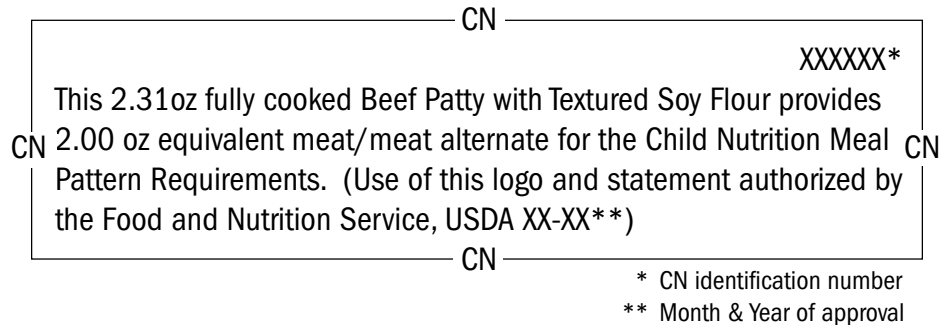 CN
XXXXXX*
This 2.31oz fully cooked Beef Patty with Textured Soy Flour provides
CN 2.00 oz equivalent meat/meat alternate for the Child Nutrition Meal CN
Pattern Requirements. (Use of this logo and statement authorized by
the Food and Nutrition Service, USDA XX-XX**)
CN
* CN identification number
** Month & Year of approval